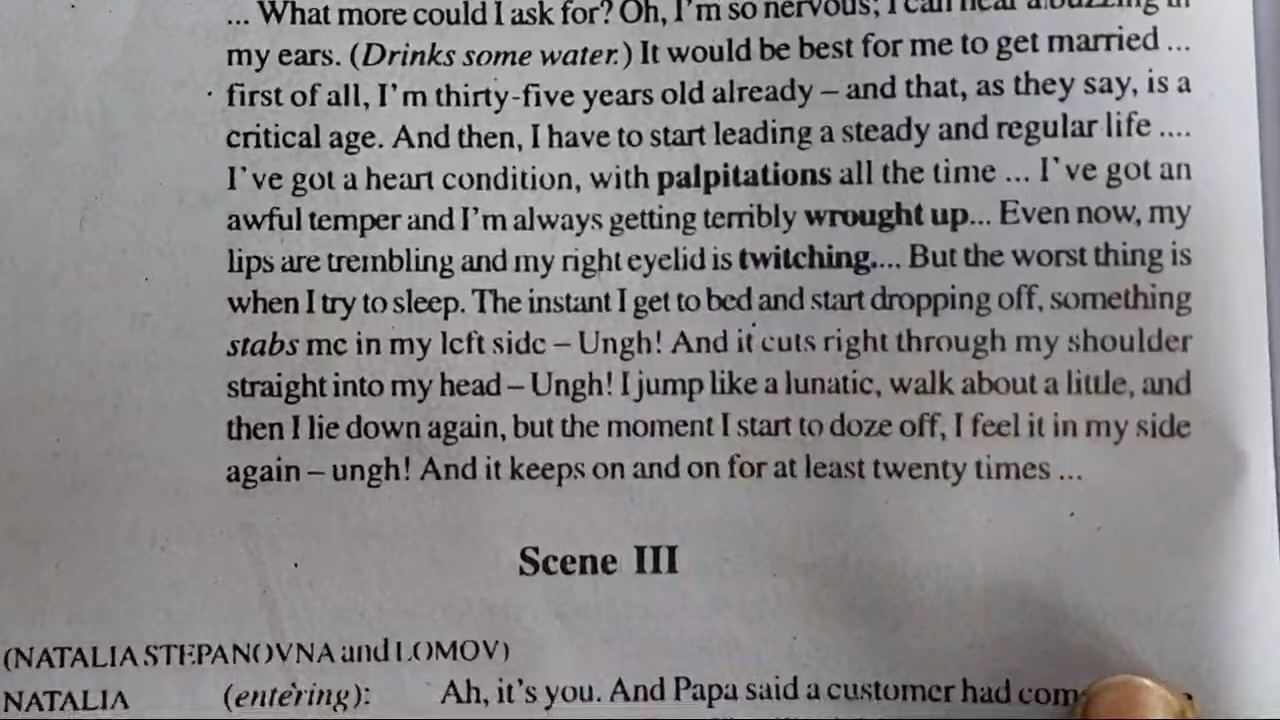 ... What more could I ask for? Oh, I'm so nervous; I can hear a buzzing in
my ears. (Drinks some water.) It would be best for me to get married ...
first of all, I'm thirty-five years old already – and that, as they say, is a
critical age. And then, I have to start leading a steady and regular life ....
I've got a heart condition, with palpitations all the time ... I've got an
awful temper and I'm always getting terribly wrought up... Even now, my
lips are trembling and my right eyelid is twitching.... But the worst thing is
when I try to sleep. The instant I get to bed and start dropping off, something
stabs me in my left side – Ungh! And it cuts right through my shoulder
straight into my head – Ungh! I jump like a lunatic, walk about a little, and
then I lie down again, but the moment I start to doze off, I feel it in my side
again – ungh! And it keeps on and on for at least twenty times ...
Scene III
(NATALIA STEPANOVNA and LOMOV)
NATALIA (entering): Ah, it's you. And Papa said a customer had